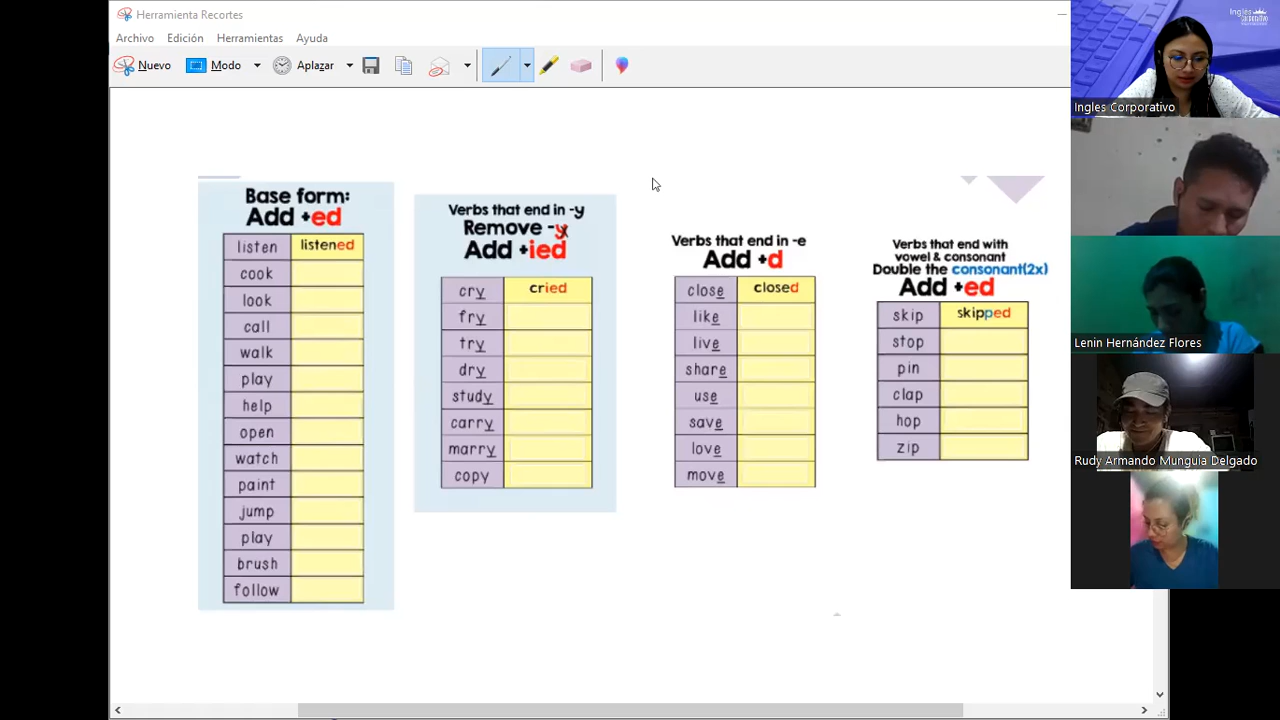 Herramienta Recortes
Archivo Edición Herramientas Ayuda
Nuevo Modo Aplazar
Inglés
CORPORATIVO
Ingles Corporativo
Lenin Hernández Flores
Rudy Armando Munguia Delgado
Base form:
Add +ed
listen listened
cook
look
call
walk
play
help
open
watch
paint
jump
play
brush
follow
Verbs that end in -y
Remove -y
Add +ied
cry cried
fry
try
dry
study
carry
marry
copy
Verbs that end in -e
Add +d
close closed
like
live
share
use
save
love
move
Verbs that end with
vowel & consonant
Double the consonant(2x)
Add +ed
skip skipped
stop
pin
clap
hop
zip